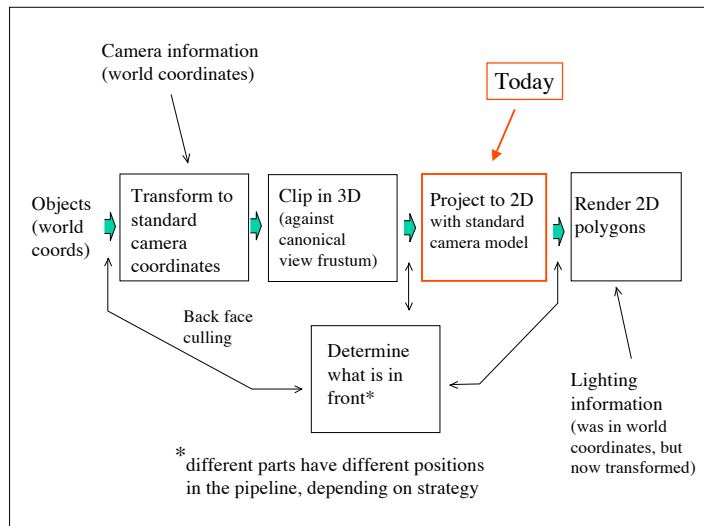 Camera information
(world coordinates)
Today
Objects
(world
coords)
Transform to
standard
camera
coordinates
Clip in 3D
(against
canonical
view frustum)
Project to 2D
with standard
camera model
Render 2D
polygons
Back face
culling
Determine
what is in
front*
Lighting
information
(was in world
coordinates, but
now transformed)
*different parts have different positions
in the pipeline, depending on strategy